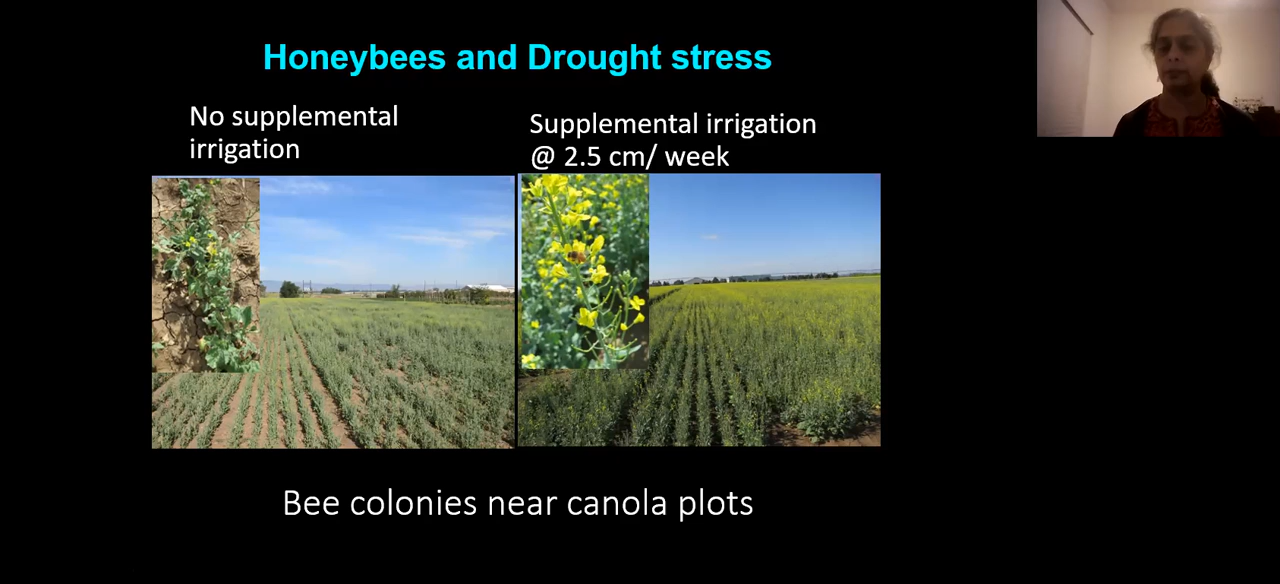 Honeybees and Drought stress
No supplemental
irrigation
Supplemental irrigation
@ 2.5 cm/ week
Bee colonies near canola plots